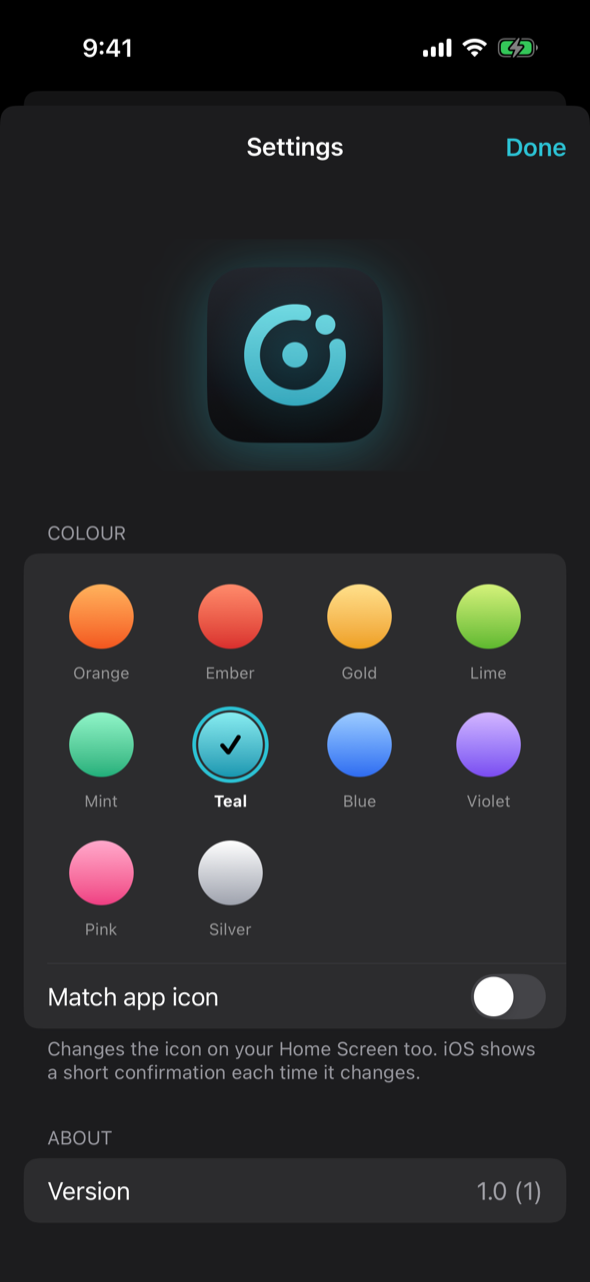 9:41
Settings
Done
COLOUR
Orange
Ember
Gold
Lime
Mint
Teal
Blue
Violet
Pink
Silver
Match app icon
Changes the icon on your Home Screen too. iOS shows
a short confirmation each time it changes.
ABOUT
Version
1.0 (1)